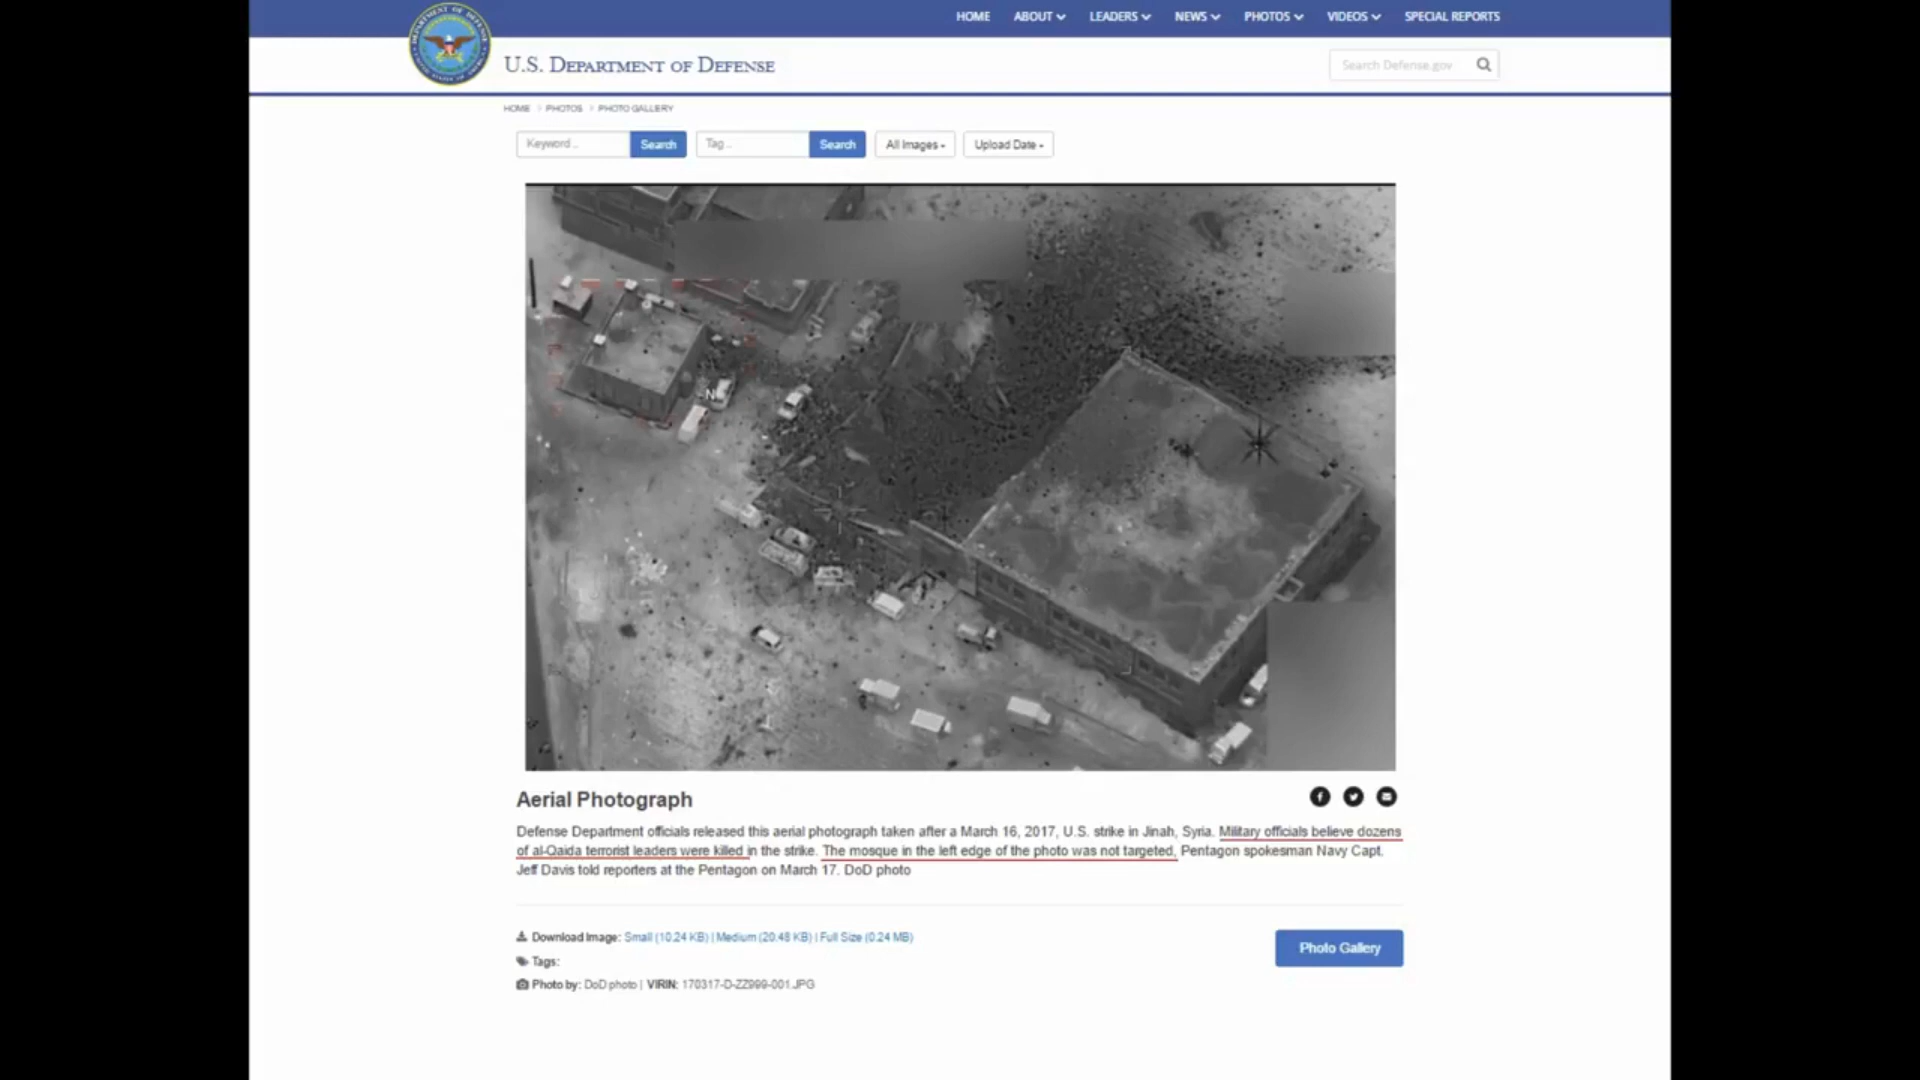 HOME ABOUT LEADERS NEWS PHOTOS VIDEOS SPECIAL REPORTS
U.S. DEPARTMENT OF DEFENSE
Search Defense.gov
HOME > PHOTOS > PHOTO GALLERY
Keyword... Search Tag... Search All Images Upload Date
N
Aerial Photograph
Defense Department officials released this aerial photograph taken after a March 16, 2017, U.S. strike in Jinah, Syria. Military officials believe dozens
of al-Qaida terrorist leaders were killed in the strike. The mosque in the left edge of the photo was not targeted, Pentagon spokesman Navy Capt.
Jeff Davis told reporters at the Pentagon on March 17. DoD photo
Download Image: Small (10.24 KB) | Medium (20.48 KB) | Full Size (0.24 MB)
Photo Gallery
Tags:
Photo by: DoD photo | VIRIN: 170317-D-ZZ999-001.JPG